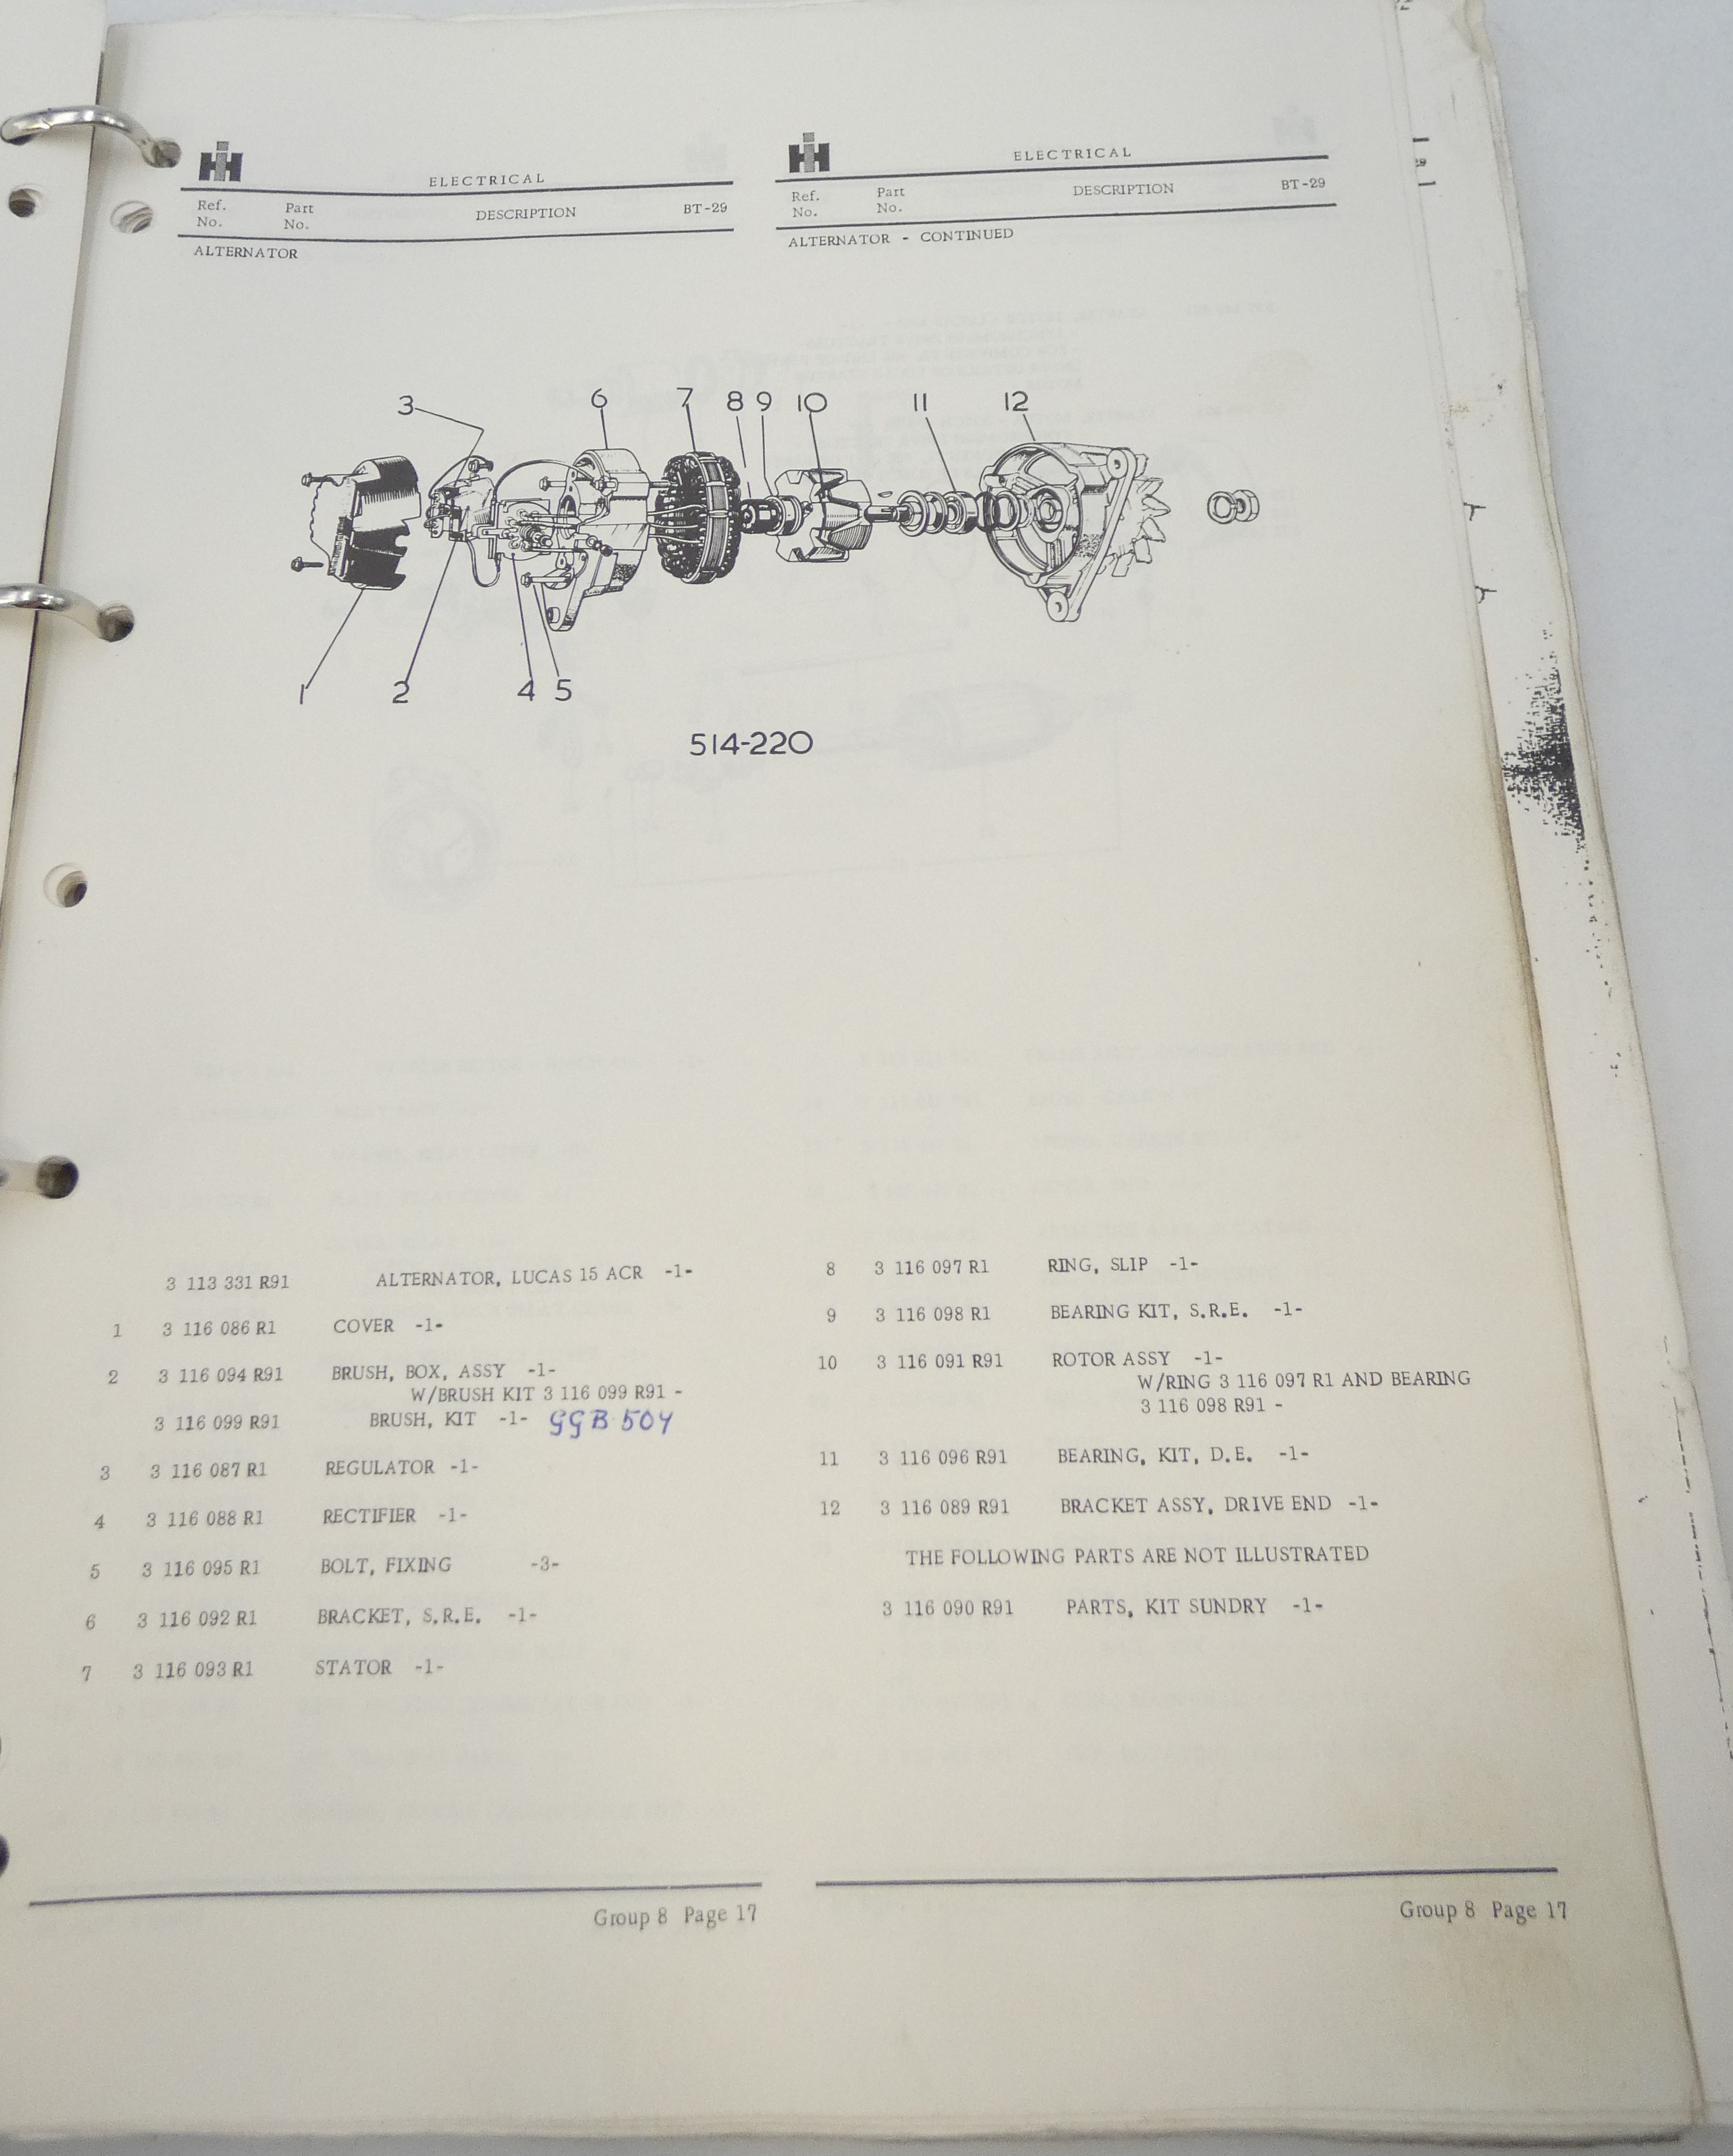 IH
ELECTRICAL
Ref. No.
Part No.
DESCRIPTION
BT-29
ALTERNATOR
IH
ELECTRICAL
Ref. No.
Part No.
DESCRIPTION
BT-29
ALTERNATOR - CONTINUED
3 6 7 8 9 10 11 12
1 2 4 5
514-220
3 113 331 R91 ALTERNATOR, LUCAS 15 ACR -1-
1 3 116 086 R1 COVER -1-
2 3 116 094 R91 BRUSH, BOX, ASSY -1-
W/BRUSH KIT 3 116 099 R91 -
3 116 099 R91 BRUSH, KIT -1- GGB 504
3 3 116 087 R1 REGULATOR -1-
4 3 116 088 R1 RECTIFIER -1-
5 3 116 095 R1 BOLT, FIXING -3-
6 3 116 092 R1 BRACKET, S.R.E. -1-
7 3 116 093 R1 STATOR -1-
8 3 116 097 R1 RING, SLIP -1-
9 3 116 098 R1 BEARING KIT, S.R.E. -1-
10 3 116 091 R91 ROTOR ASSY -1-
W/RING 3 116 097 R1 AND BEARING
3 116 098 R91 -
11 3 116 096 R91 BEARING, KIT, D.E. -1-
12 3 116 089 R91 BRACKET ASSY, DRIVE END -1-
THE FOLLOWING PARTS ARE NOT ILLUSTRATED
3 116 090 R91 PARTS, KIT SUNDRY -1-
Group 8 Page 17
Group 8 Page 17